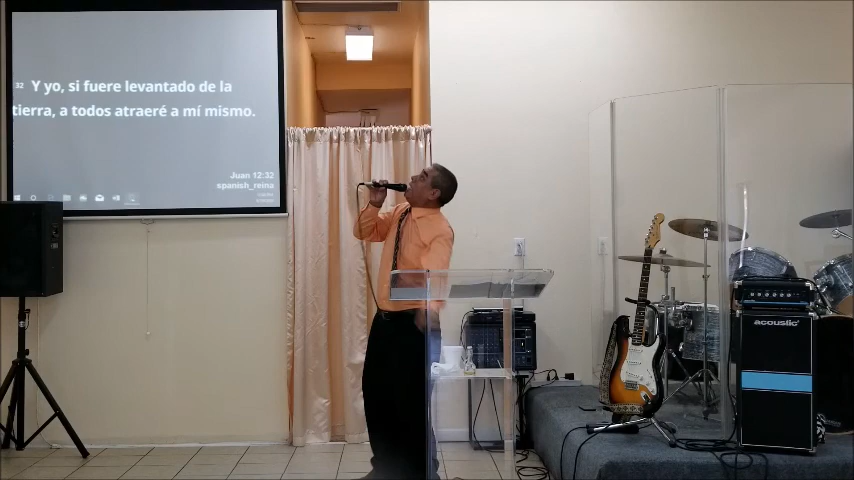 32 Y yo, si fuere levantado de la
tierra, a todos atraeré a mí mismo.
Juan 12:32
spanish_reina
acoustic